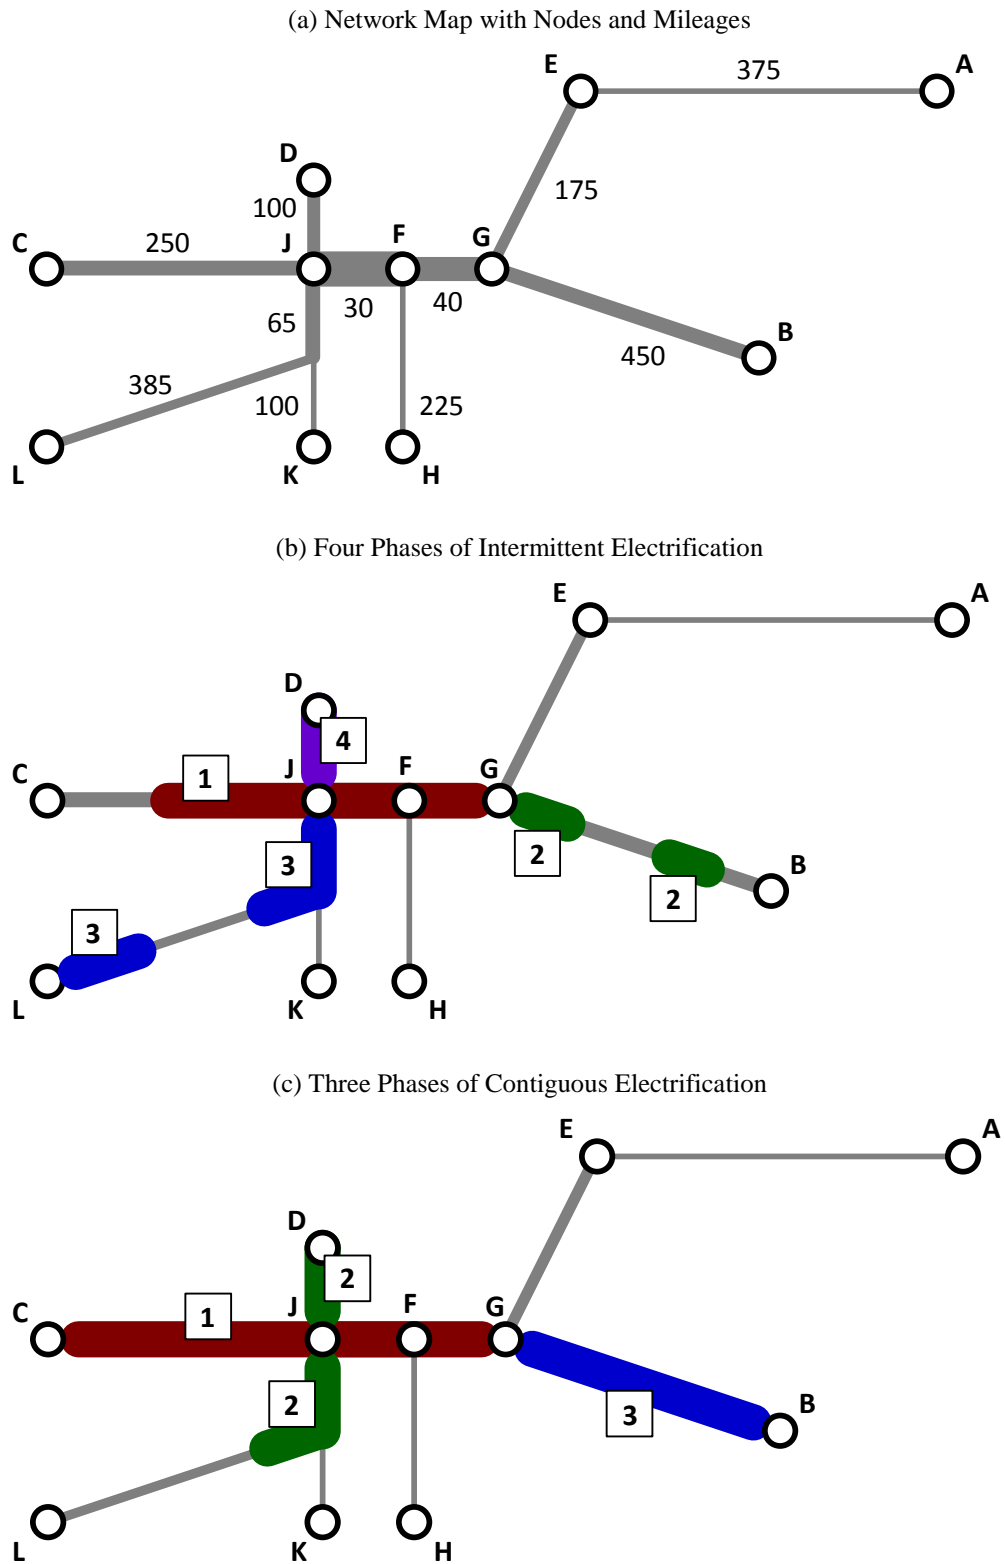 (a) Network Map with Nodes and Mileages
E
375
A
D
175
100
C
250
J
F
G
30
40
65
B
450
385
100
225
L
K
H
(b) Four Phases of Intermittent Electrification
E
A
D
4
C
1
J
F
G
2
3
B
2
3
L
K
H
(c) Three Phases of Contiguous Electrification
E
A
D
2
C
1
J
F
G
2
3
B
L
K
H